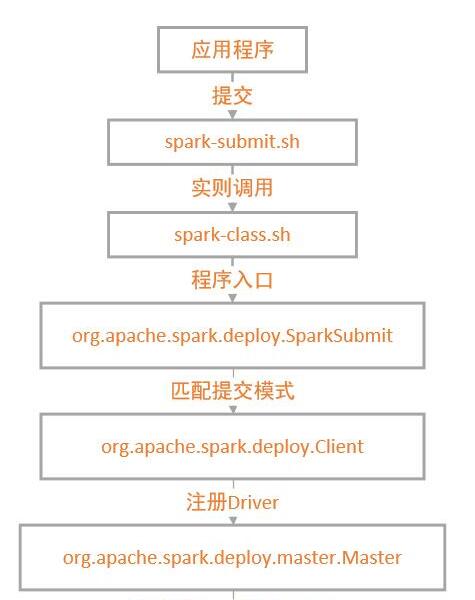 应用程序
提交
spark-submit.sh
实则调用
spark-class.sh
程序入口
org.apache.spark.deploy.SparkSubmit
匹配提交模式
org.apache.spark.deploy.Client
注册Driver
org.apache.spark.deploy.master.Master